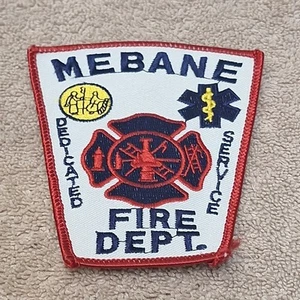 MEBANE
DEDICATED
SERVICE
FIRE
DEPT.